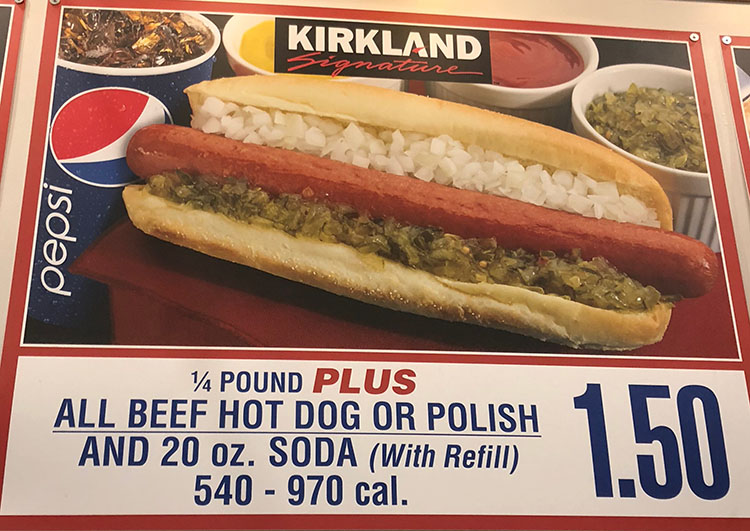 KIRKLAND
Signature
pepsi
¼ POUND PLUS
ALL BEEF HOT DOG OR POLISH
AND 20 oz. SODA (With Refill)
540 - 970 cal.
1.50